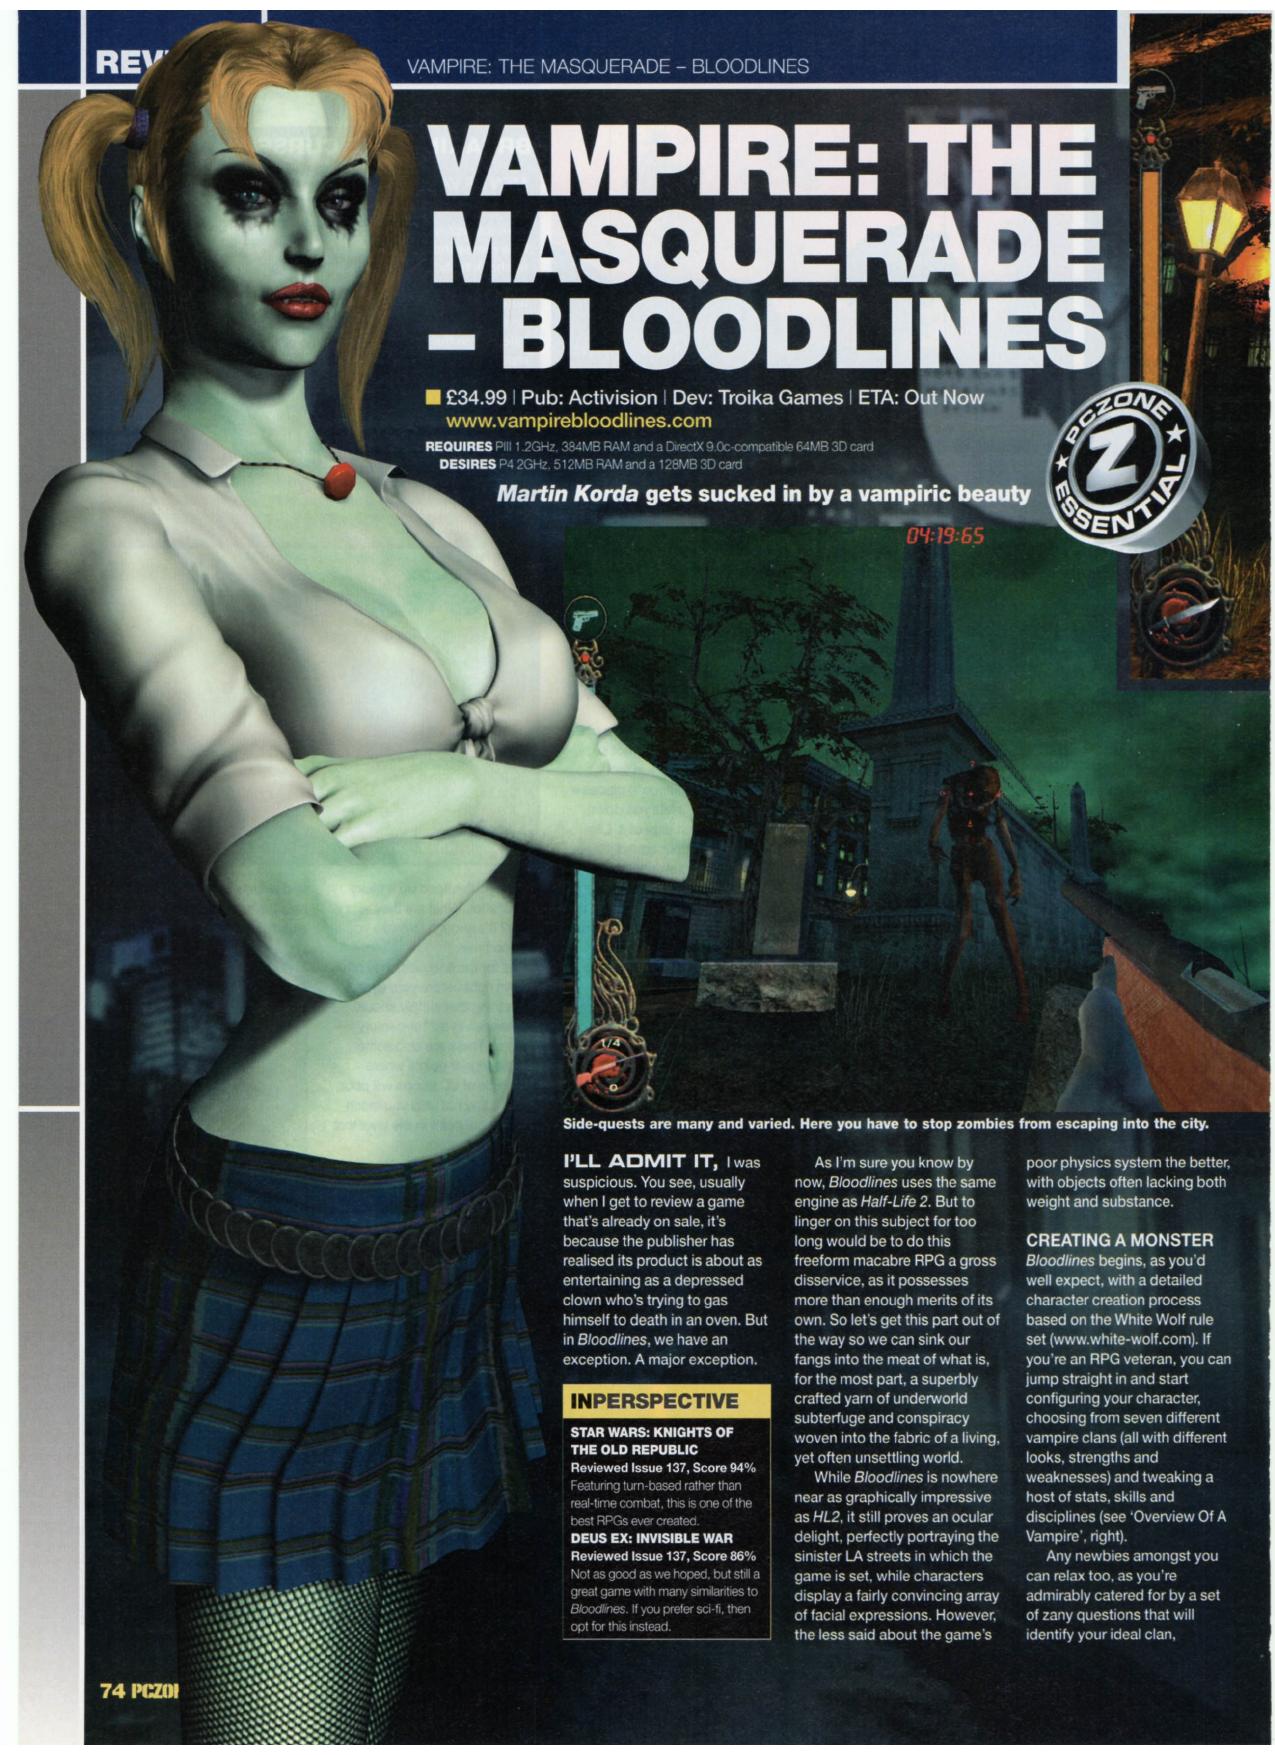 REV
VAMPIRE: THE MASQUERADE – BLOODLINES
VAMPIRE: THE
MASQUERADE
– BLOODLINES
£34.99 | Pub: Activision | Dev: Troika Games | ETA: Out Now
www.vampirebloodlines.com
REQUIRES PIII 1.2GHz, 384MB RAM and a DirectX 9.0c-compatible 64MB 3D card
DESIRES P4 2GHz, 512MB RAM and a 128MB 3D card
Martin Korda gets sucked in by a vampiric beauty
PCZONE
Z
ESSENTIAL
04:19:65
1/4
0
Side-quests are many and varied. Here you have to stop zombies from escaping into the city.
I'LL ADMIT IT, I was
suspicious. You see, usually
when I get to review a game
that's already on sale, it's
because the publisher has
realised its product is about as
entertaining as a depressed
clown who's trying to gas
himself to death in an oven. But
in Bloodlines, we have an
exception. A major exception.
INPERSPECTIVE
STAR WARS: KNIGHTS OF
THE OLD REPUBLIC
Reviewed Issue 137, Score 94%
Featuring turn-based rather than
real-time combat, this is one of the
best RPGs ever created.
DEUS EX: INVISIBLE WAR
Reviewed Issue 137, Score 86%
Not as good as we hoped, but still a
great game with many similarities to
Bloodlines. If you prefer sci-fi, then
opt for this instead.
As I'm sure you know by
now, Bloodlines uses the same
engine as Half-Life 2. But to
linger on this subject for too
long would be to do this
freeform macabre RPG a gross
disservice, as it possesses
more than enough merits of its
own. So let's get this part out of
the way so we can sink our
fangs into the meat of what is,
for the most part, a superbly
crafted yarn of underworld
subterfuge and conspiracy
woven into the fabric of a living,
yet often unsettling world.
While Bloodlines is nowhere
near as graphically impressive
as HL2, it still proves an ocular
delight, perfectly portraying the
sinister LA streets in which the
game is set, while characters
display a fairly convincing array
of facial expressions. However,
the less said about the game's
poor physics system the better,
with objects often lacking both
weight and substance.
CREATING A MONSTER
Bloodlines begins, as you'd
well expect, with a detailed
character creation process
based on the White Wolf rule
set (www.white-wolf.com). If
you're an RPG veteran, you can
jump straight in and start
configuring your character,
choosing from seven different
vampire clans (all with different
looks, strengths and
weaknesses) and tweaking a
host of stats, skills and
disciplines (see 'Overview Of A
Vampire', right).
Any newbies amongst you
can relax too, as you're
admirably catered for by a set
of zany questions that will
identify your ideal clan,
74 PCZO